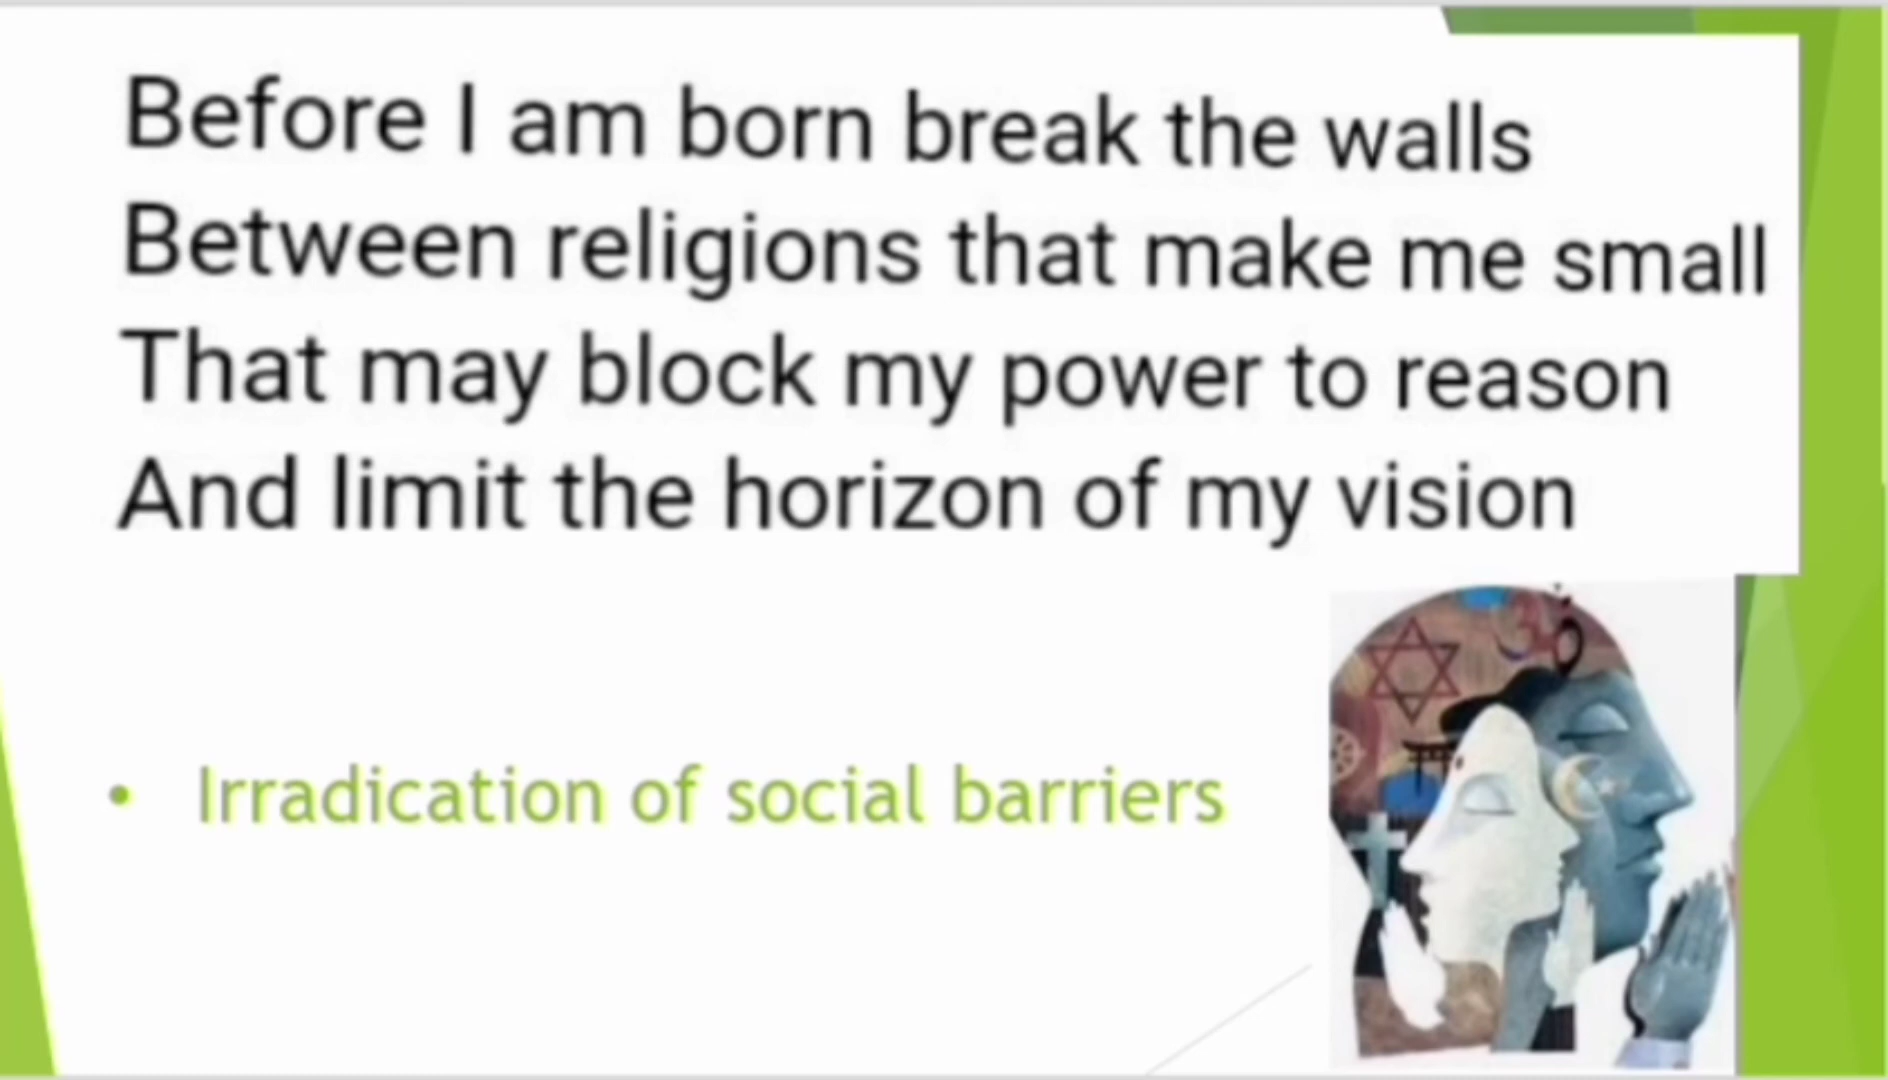 Before I am born break the walls
Between religions that make me small
That may block my power to reason
And limit the horizon of my vision
• Irradication of social barriers